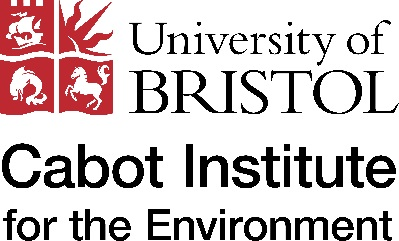 University of
BRISTOL
Cabot Institute
for the Environment